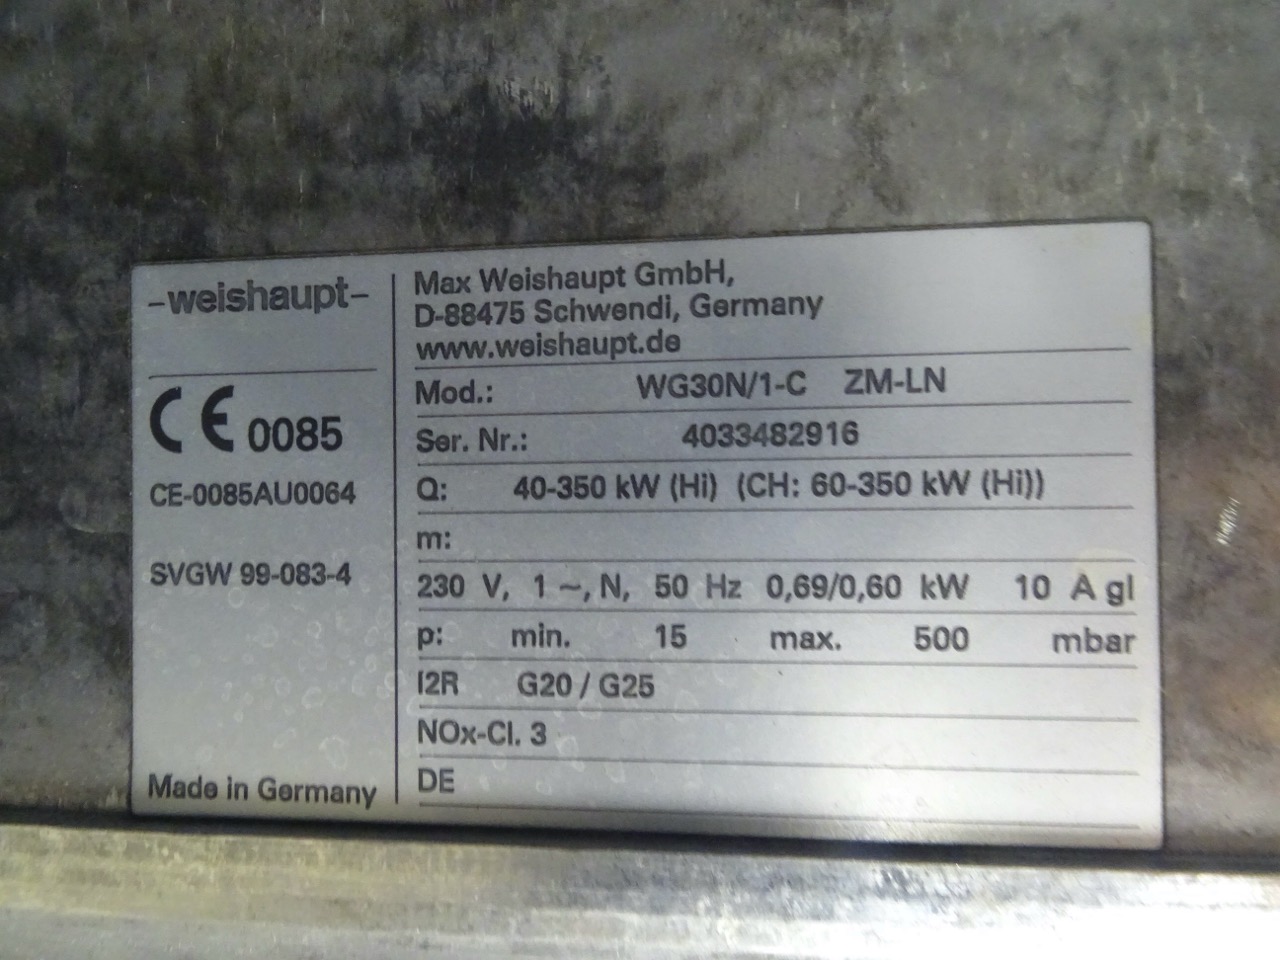 -weishaupt-
CE 0085
CE-0085AU0064
SVGW 99-083-4
Made in Germany
Max Weishaupt GmbH,
D-88475 Schwendi, Germany
www.weishaupt.de
Mod.: WG30N/1-C ZM-LN
Ser. Nr.: 4033482916
Q: 40-350 kW (Hi) (CH: 60-350 kW (Hi))
m:
230 V, 1 ~, N, 50 Hz 0,69/0,60 kW 10 A gl
p: min. 15 max. 500 mbar
I2R G20 / G25
NOx-Cl. 3
DE